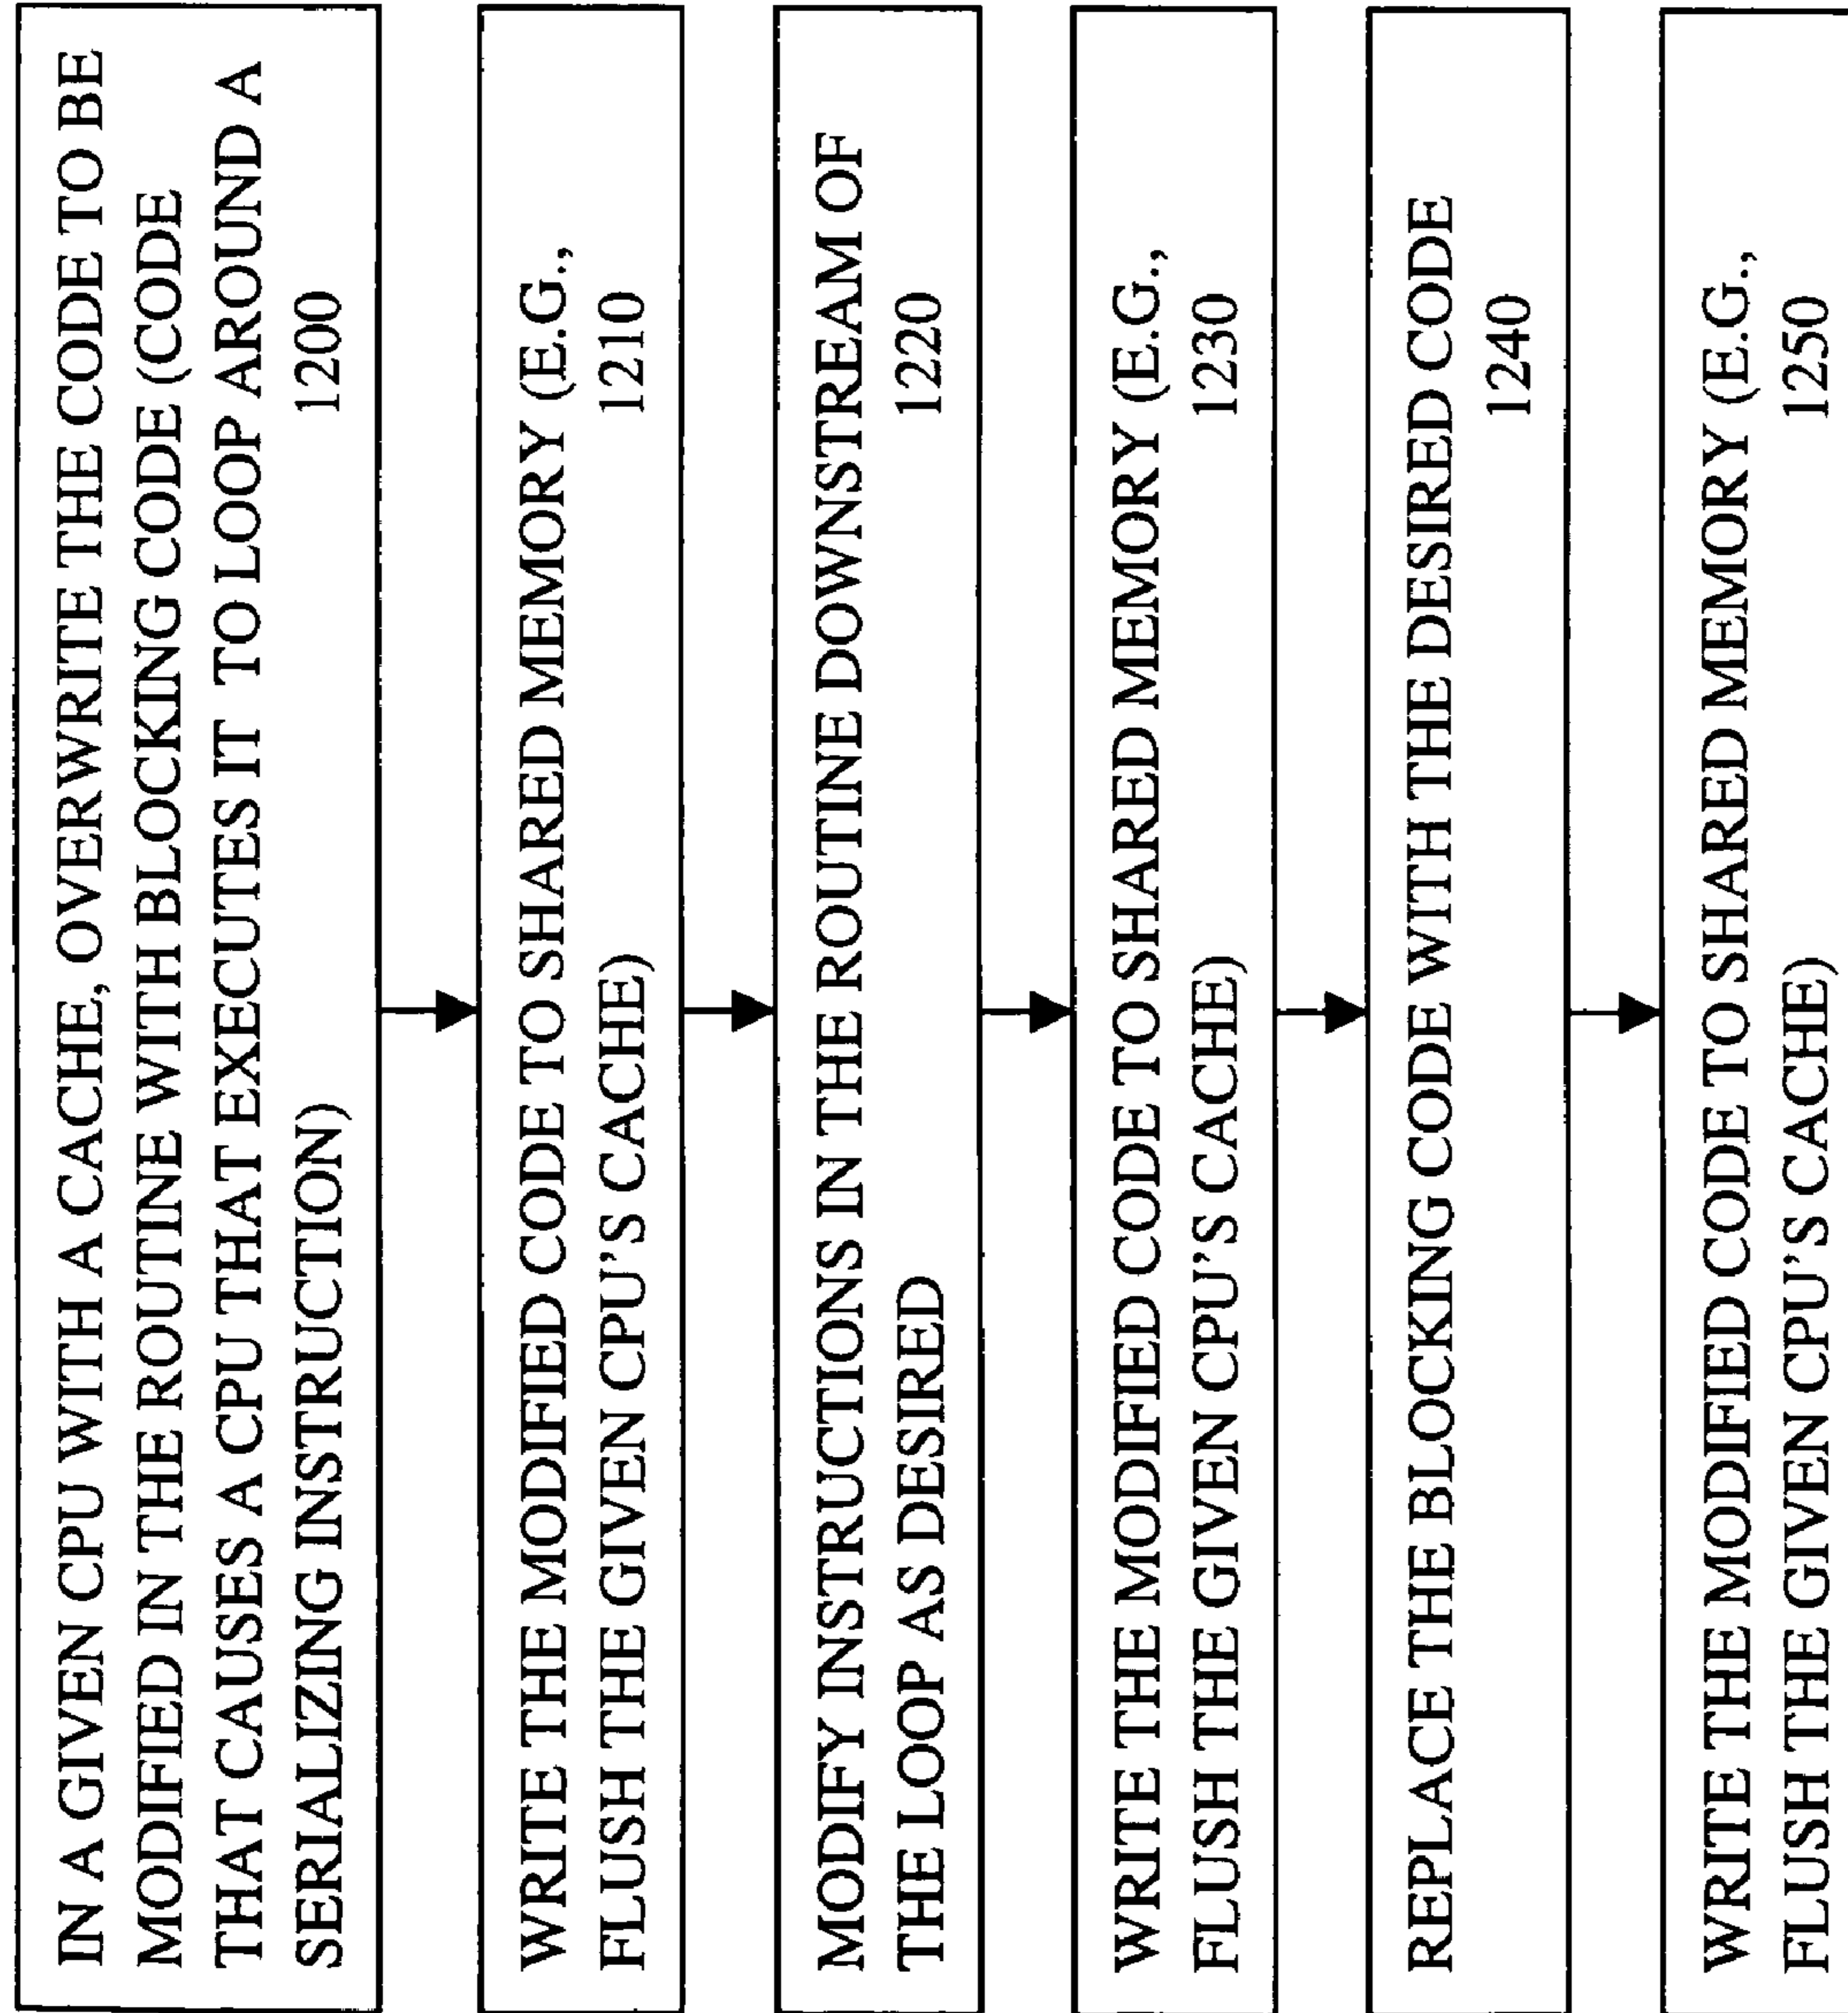 IN A GIVEN CPU WITH A CACHE, OVERWRITE THE CODE TO BE
MODIFIED IN THE ROUTINE WITH BLOCKING CODE (CODE
THAT CAUSES A CPU THAT EXECUTES IT TO LOOP AROUND A
SERIALIZING INSTRUCTION) 1200
WRITE THE MODIFIED CODE TO SHARED MEMORY (E.G.,
FLUSH THE GIVEN CPU'S CACHE) 1210
MODIFY INSTRUCTIONS IN THE ROUTINE DOWNSTREAM OF
THE LOOP AS DESIRED 1220
WRITE THE MODIFIED CODE TO SHARED MEMORY (E.G.,
FLUSH THE GIVEN CPU'S CACHE) 1230
REPLACE THE BLOCKING CODE WITH THE DESIRED CODE
1240
WRITE THE MODIFIED CODE TO SHARED MEMORY (E.G.,
FLUSH THE GIVEN CPU'S CACHE) 1250